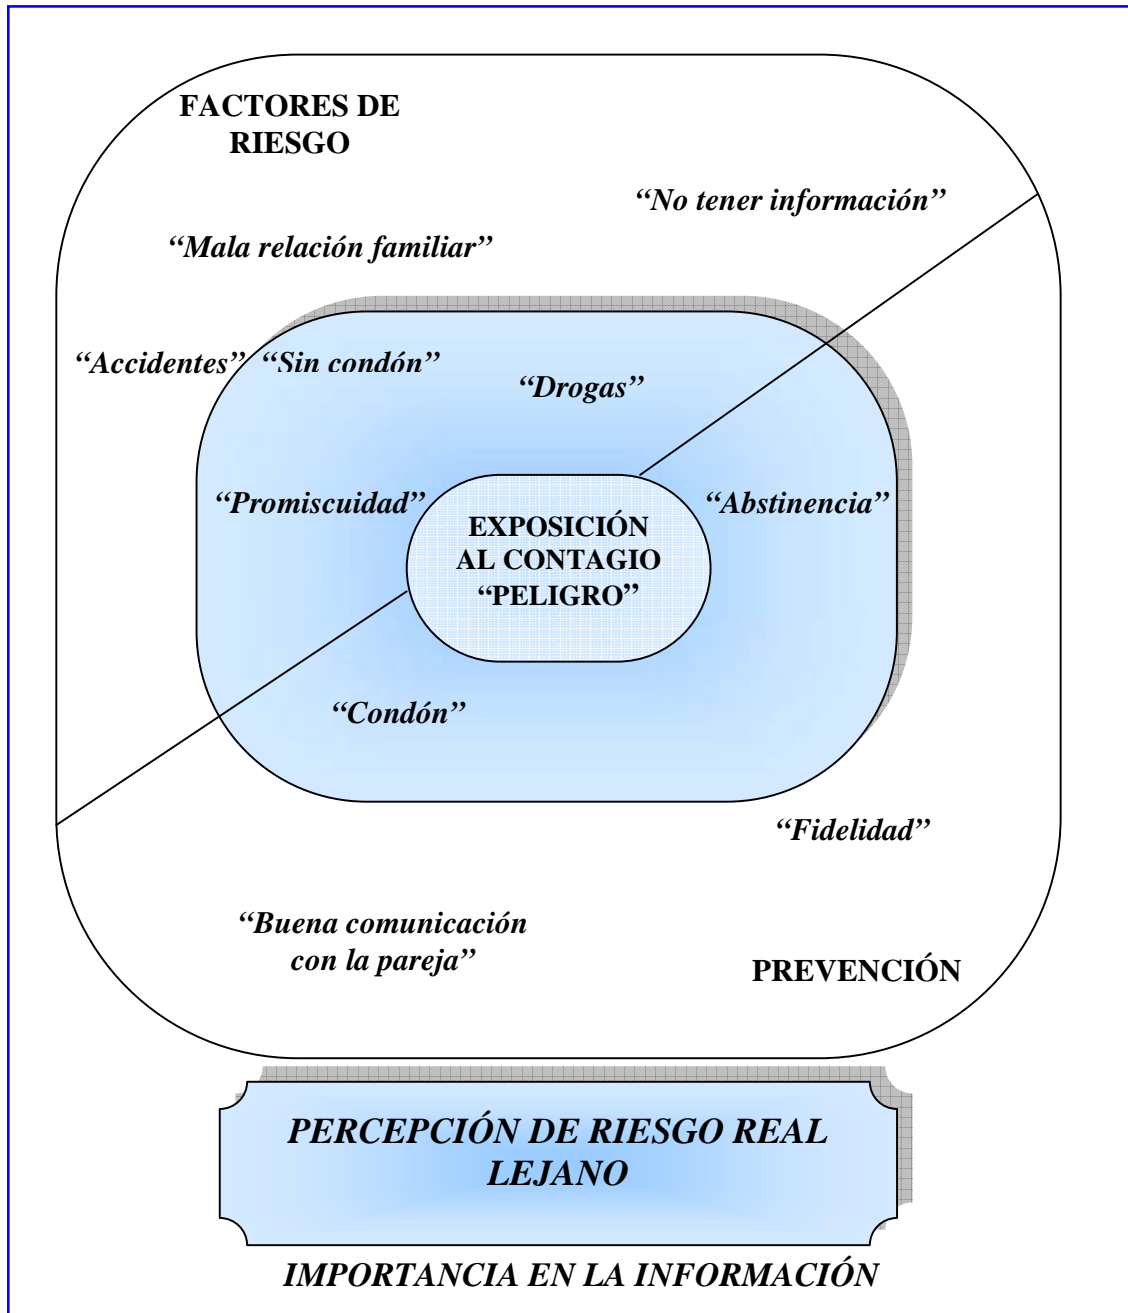 FACTORES DE
RIESGO
“No tener información”
“Mala relación familiar”
“Accidentes”
“Sin condón”
“Drogas”
“Promiscuidad”
“Abstinencia”
EXPOSICIÓN
AL CONTAGIO
“PELIGRO”
“Condón”
“Fidelidad”
“Buena comunicación
con la pareja”
PREVENCIÓN
PERCEPCIÓN DE RIESGO REAL
LEJANO
IMPORTANCIA EN LA INFORMACIÓN